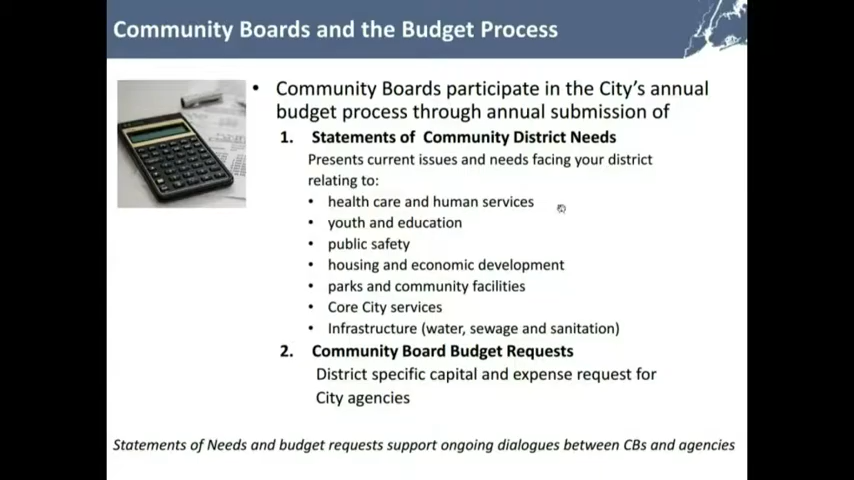 Community Boards and the Budget Process
• Community Boards participate in the City's annual
budget process through annual submission of
1. Statements of Community District Needs
Presents current issues and needs facing your district
relating to:
• health care and human services
• youth and education
• public safety
• housing and economic development
• parks and community facilities
• Core City services
• Infrastructure (water, sewage and sanitation)
2. Community Board Budget Requests
District specific capital and expense request for
City agencies
Statements of Needs and budget requests support ongoing dialogues between CBs and agencies